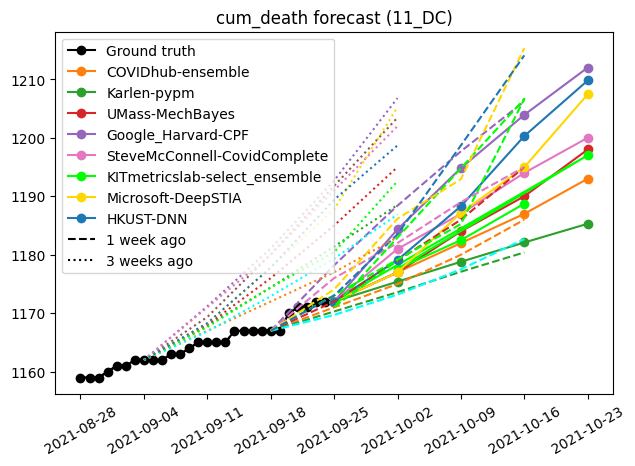 cum_death forecast (11_DC)
Ground truth
COVIDhub-ensemble
Karlen-pypm
UMass-MechBayes
Google_Harvard-CPF
SteveMcConnell-CovidComplete
KITmetricslab-select_ensemble
Microsoft-DeepSTIA
HKUST-DNN
1 week ago
3 weeks ago
1210
1200
1190
1180
1170
1160
2021-08-28
2021-09-04
2021-09-11
2021-09-18
2021-09-25
2021-10-02
2021-10-09
2021-10-16
2021-10-23